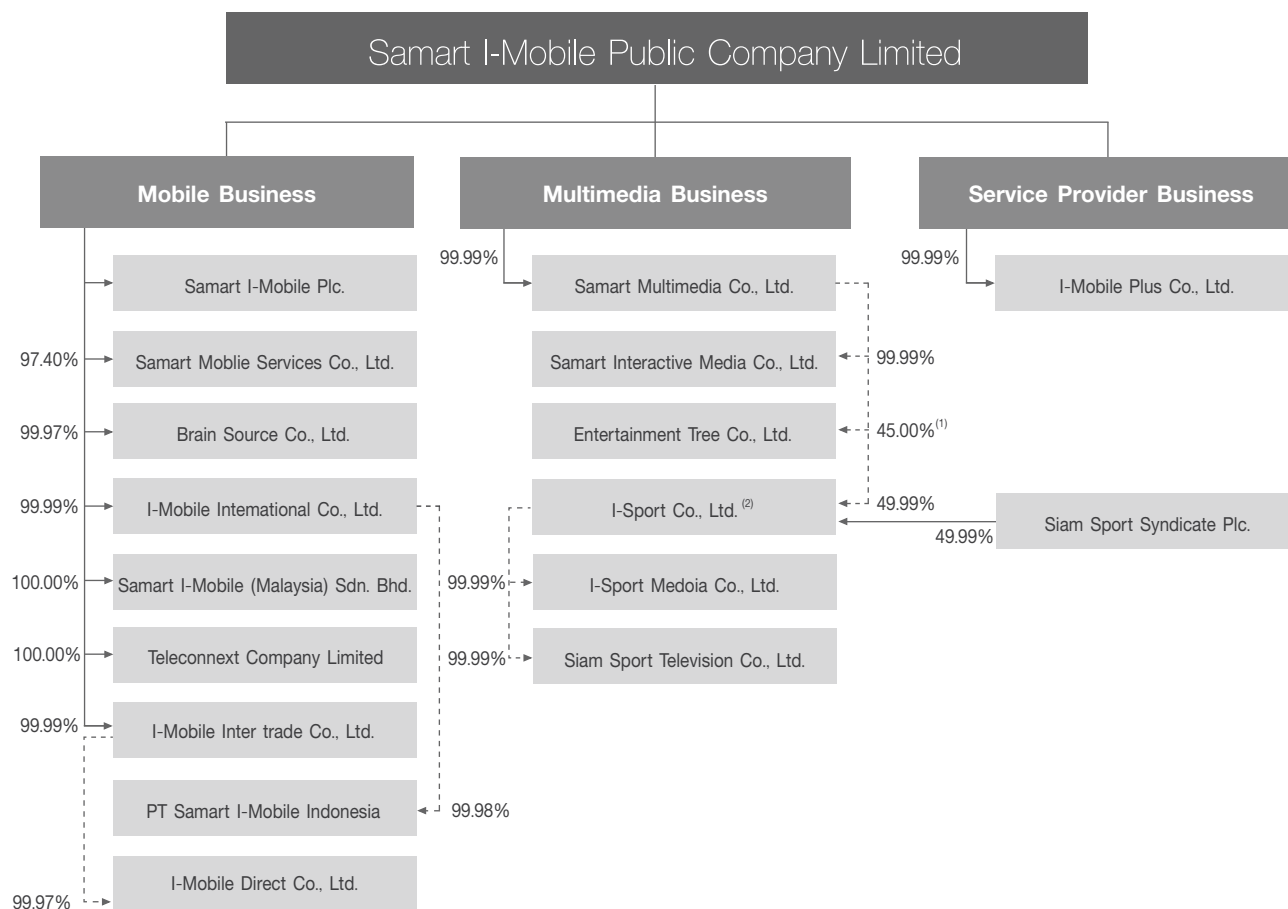 Samart I-Mobile Public Company Limited
Mobile Business
Multimedia Business
Service Provider Business
Samart I-Mobile Plc.
97.40%
Samart Moblie Services Co., Ltd.
99.97%
Brain Source Co., Ltd.
99.99%
I-Mobile International Co., Ltd.
100.00%
Samart I-Mobile (Malaysia) Sdn. Bhd.
100.00%
Teleconnext Company Limited
99.99%
I-Mobile Inter trade Co., Ltd.
PT Samart I-Mobile Indonesia
99.98%
99.97%
I-Mobile Direct Co., Ltd.
99.99%
Samart Multimedia Co., Ltd.
Samart Interactive Media Co., Ltd.
99.99%
Entertainment Tree Co., Ltd.
45.00%(1)
I-Sport Co., Ltd. (2)
49.99%
99.99%
I-Sport Medoia Co., Ltd.
99.99%
Siam Sport Television Co., Ltd.
99.99%
I-Mobile Plus Co., Ltd.
49.99%
Siam Sport Syndicate Plc.